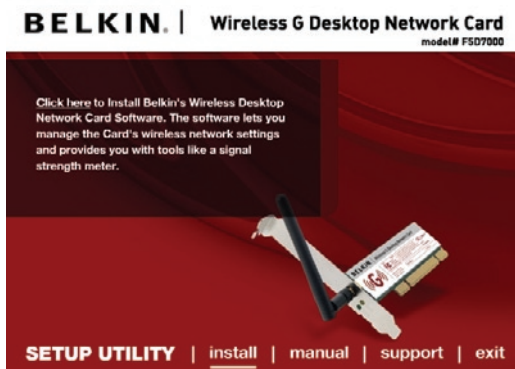 BELKIN. | Wireless G Desktop Network Card
model# F5D7000
Click here to Install Belkin's Wireless Desktop
Network Card Software. The software lets you
manage the Card's wireless network settings
and provides you with tools like a signal
strength meter.
BELKIN
G
SETUP UTILITY | install | manual | support | exit